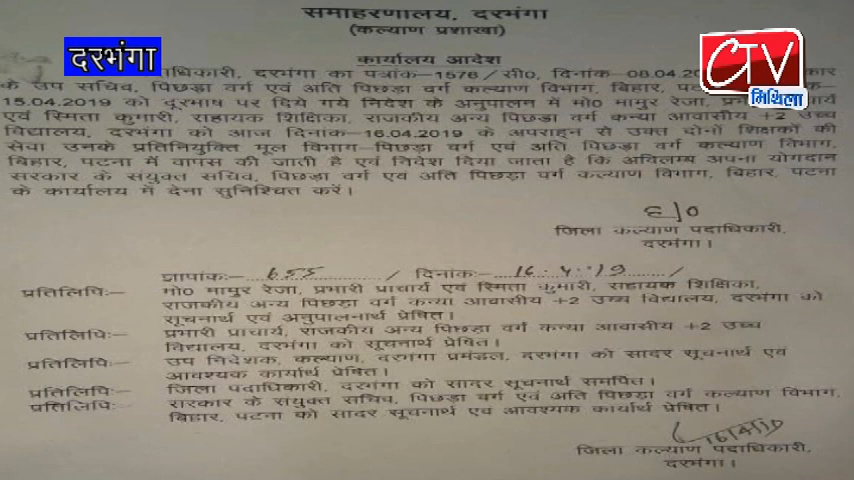 समाहरणालय, दरभंगा
(कल्याण प्रशाखा)
कार्यालय आदेश
दरभंगा
CTV
मिथिला
दरभंगा का पत्रांक-1576 / सी0, दिनांक-08.04.
के उप सचिव, पिछड़ा वर्ग एवं अति पिछड़ा वर्ग कल्याण विभाग, बिहार,
15.04.2019 को दूरभाष पर दिये गये निदेश के अनुपालन में मो0 मामुर रेजा,
एवं स्मिता कुमारी, सहायक शिक्षिका, राजकीय अन्य पिछड़ा वर्ग कन्या आवासीय +2 उच्च
विद्यालय, दरभंगा को आज दिनांक-16.04.2019 के अपराहन से उक्त दोनों शिक्षकों की
सेवा उनके प्रतिनियुक्ति मूल विभाग-पिछड़ा वर्ग एवं अति पिछड़ा वर्ग कल्याण विभाग,
बिहार, पटना में वापस की जाती है एवं निदेश दिया जाता है कि अविलम्ब अपना योगदान
सरकार के संयुक्त सचिव, पिछड़ा वर्ग एवं अति पिछड़ा वर्ग कल्याण विभाग, बिहार, पटना
के कार्यालय में देना सुनिश्चित करें।
ह0
जिला कल्याण पदाधिकारी,
दरभंगा।
ज्ञापांक:- 655 / दिनांक:- 16.4.19 /
प्रतिलिपि:- मो0 मामुर रेजा, प्रभारी प्राचार्य एवं स्मिता कुमारी, सहायक शिक्षिका,
राजकीय अन्य पिछड़ा वर्ग कन्या आवासीय +2 उच्च विद्यालय, दरभंगा को
सूचनार्थ एवं अनुपालनार्थ प्रेषित।
प्रतिलिपि:- प्रभारी प्राचार्य, राजकीय अन्य पिछड़ा वर्ग कन्या आवासीय +2 उच्च
विद्यालय, दरभंगा को सूचनार्थ प्रेषित।
प्रतिलिपि:- उप निदेशक, कल्याण, दरभंगा प्रमंडल, दरभंगा को सादर सूचनार्थ एवं
आवश्यक कार्यार्थ प्रेषित।
प्रतिलिपि:- जिला पदाधिकारी, दरभंगा को सादर सूचनार्थ समर्पित।
प्रतिलिपि:- सरकार के संयुक्त सचिव, पिछड़ा वर्ग एवं अति पिछड़ा वर्ग कल्याण विभाग,
बिहार, पटना को सादर सूचनार्थ एवं आवश्यक कार्यार्थ प्रेषित।
जिला कल्याण पदाधिकारी,
दरभंगा।